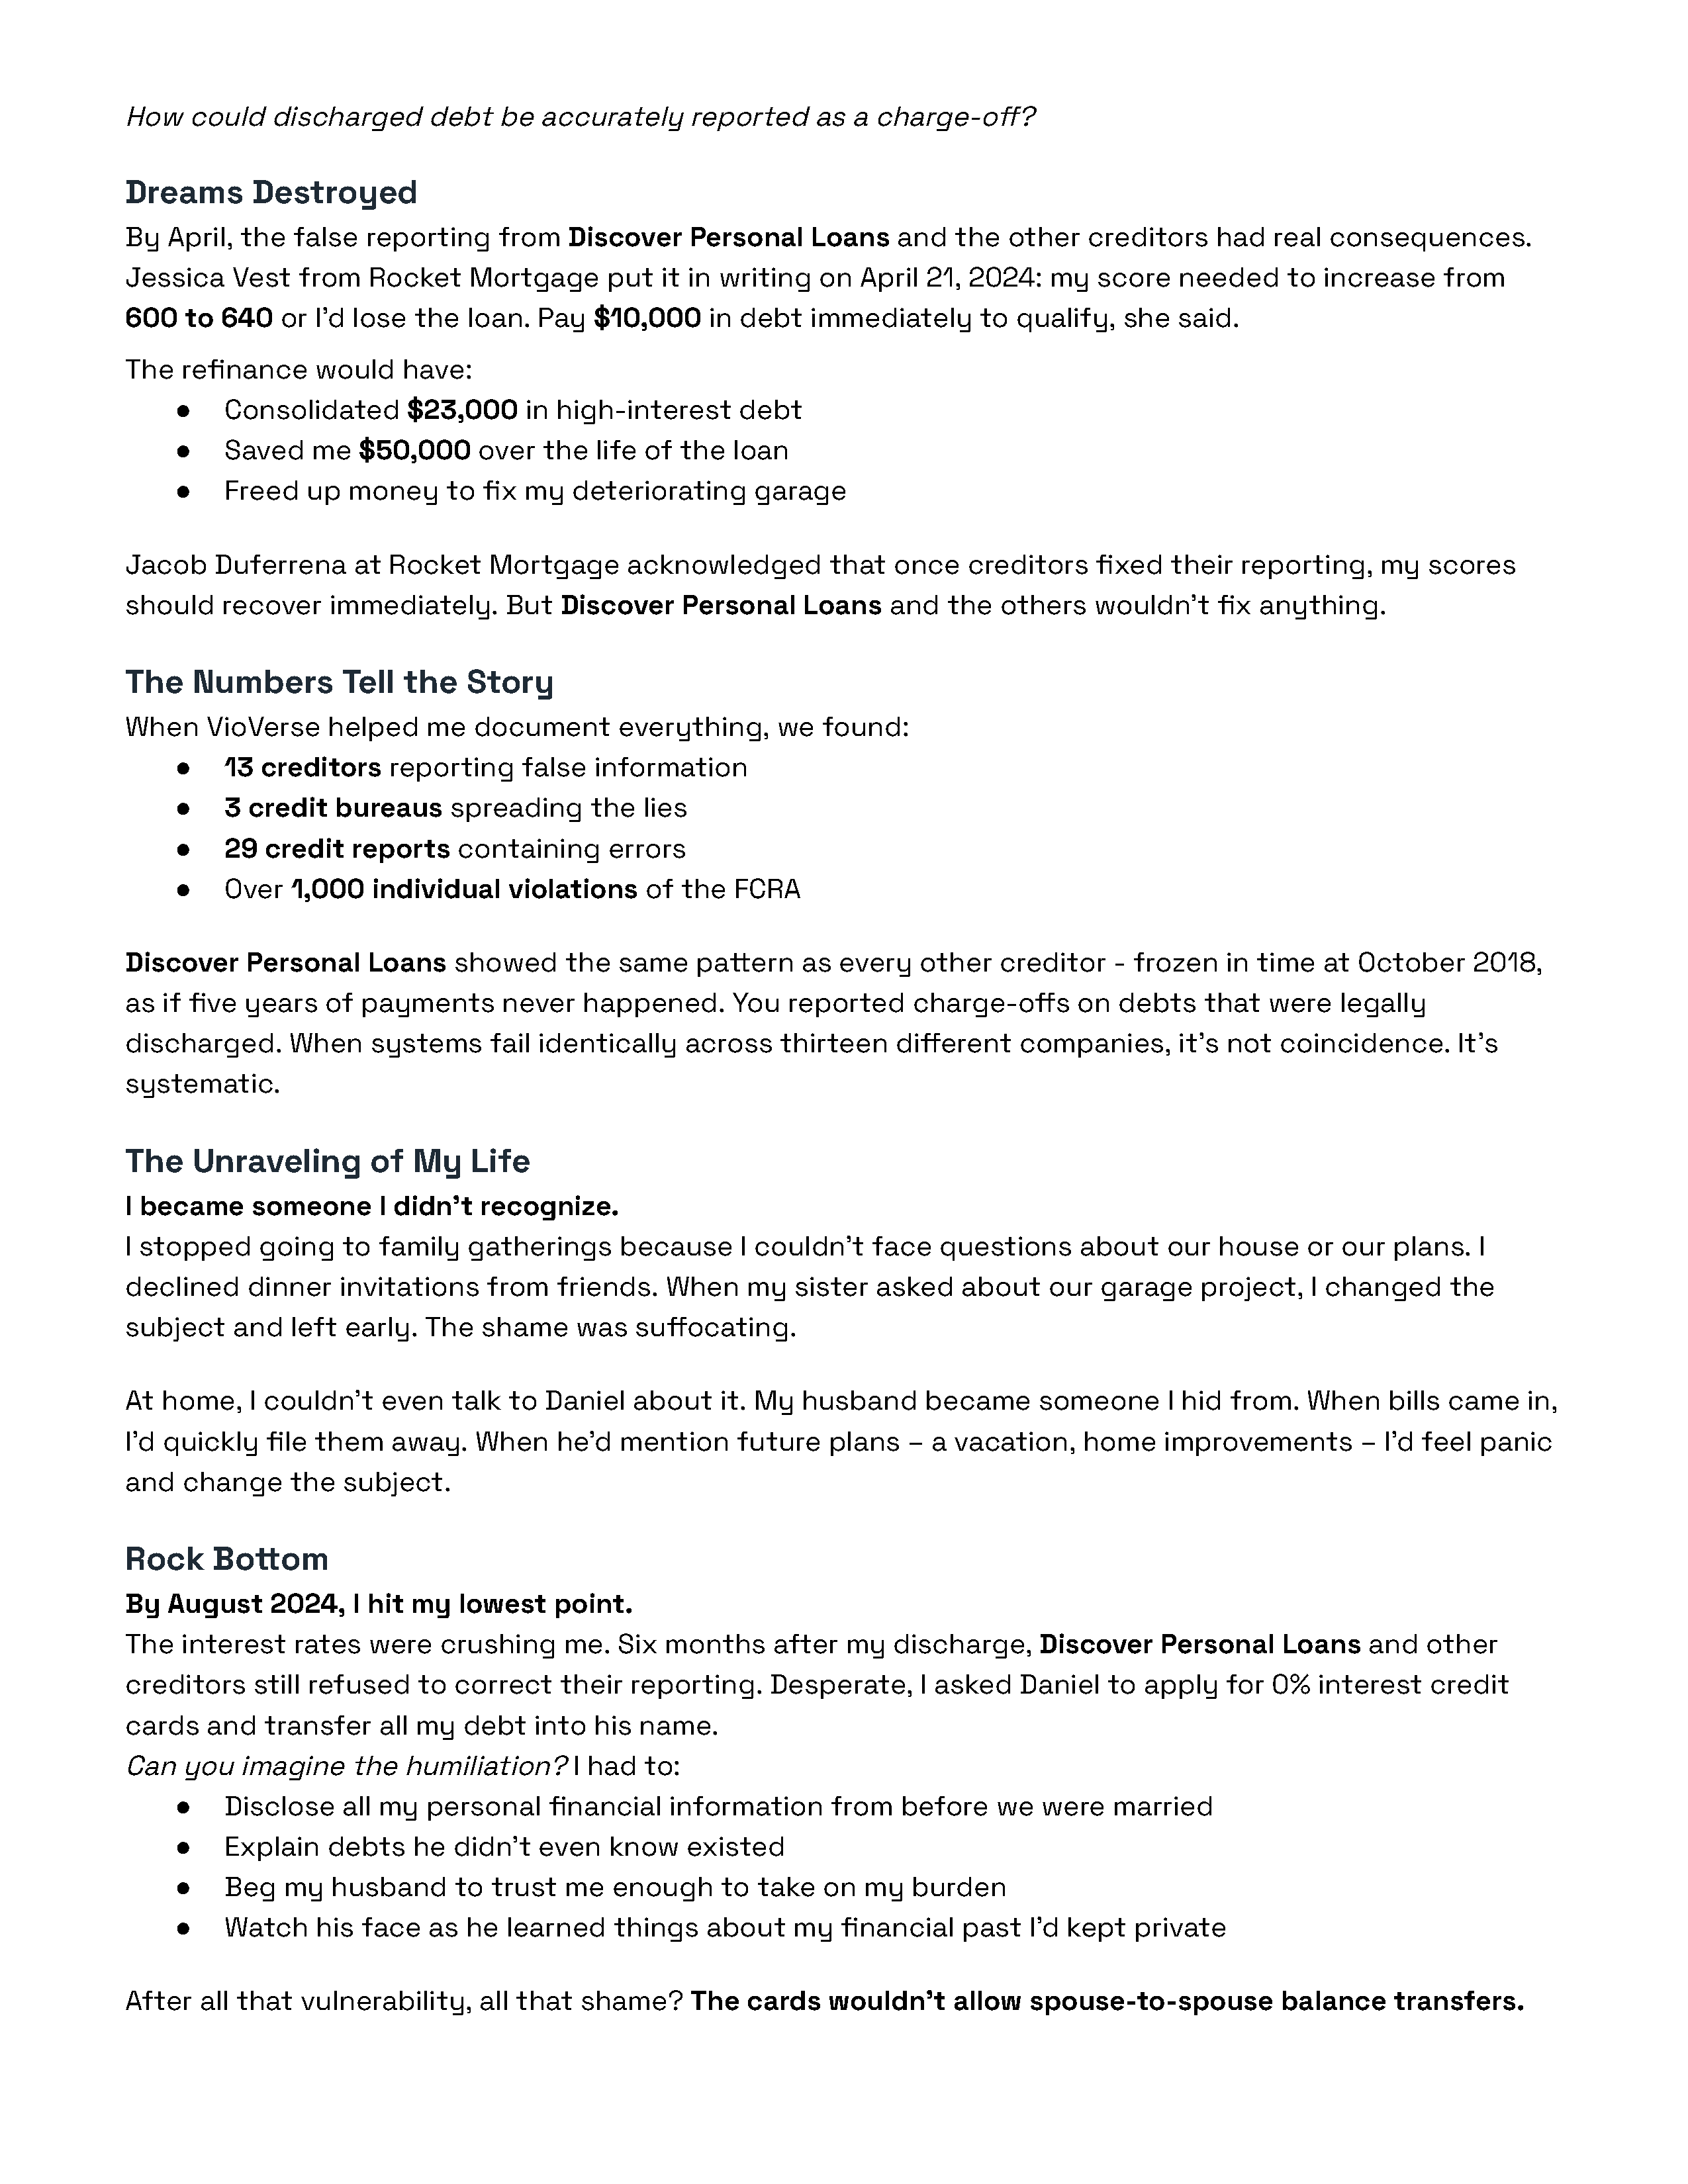 How could discharged debt be accurately reported as a charge-off?
Dreams Destroyed
By April, the false reporting from Discover Personal Loans and the other creditors had real consequences.
Jessica Vest from Rocket Mortgage put it in writing on April 21, 2024: my score needed to increase from
600 to 640 or I'd lose the loan. Pay $10,000 in debt immediately to qualify, she said.
The refinance would have:
● Consolidated $23,000 in high-interest debt
● Saved me $50,000 over the life of the loan
● Freed up money to fix my deteriorating garage
Jacob Duferrena at Rocket Mortgage acknowledged that once creditors fixed their reporting, my scores
should recover immediately. But Discover Personal Loans and the others wouldn't fix anything.
The Numbers Tell the Story
When VioVerse helped me document everything, we found:
● 13 creditors reporting false information
● 3 credit bureaus spreading the lies
● 29 credit reports containing errors
● Over 1,000 individual violations of the FCRA
Discover Personal Loans showed the same pattern as every other creditor - frozen in time at October 2018,
as if five years of payments never happened. You reported charge-offs on debts that were legally
discharged. When systems fail identically across thirteen different companies, it's not coincidence. It's
systematic.
The Unraveling of My Life
I became someone I didn't recognize.
I stopped going to family gatherings because I couldn't face questions about our house or our plans. I
declined dinner invitations from friends. When my sister asked about our garage project, I changed the
subject and left early. The shame was suffocating.
At home, I couldn't even talk to Daniel about it. My husband became someone I hid from. When bills came in,
I'd quickly file them away. When he'd mention future plans – a vacation, home improvements – I'd feel panic
and change the subject.
Rock Bottom
By August 2024, I hit my lowest point.
The interest rates were crushing me. Six months after my discharge, Discover Personal Loans and other
creditors still refused to correct their reporting. Desperate, I asked Daniel to apply for 0% interest credit
cards and transfer all my debt into his name.
Can you imagine the humiliation? I had to:
● Disclose all my personal financial information from before we were married
● Explain debts he didn't even know existed
● Beg my husband to trust me enough to take on my burden
● Watch his face as he learned things about my financial past I'd kept private
After all that vulnerability, all that shame? The cards wouldn't allow spouse-to-spouse balance transfers.